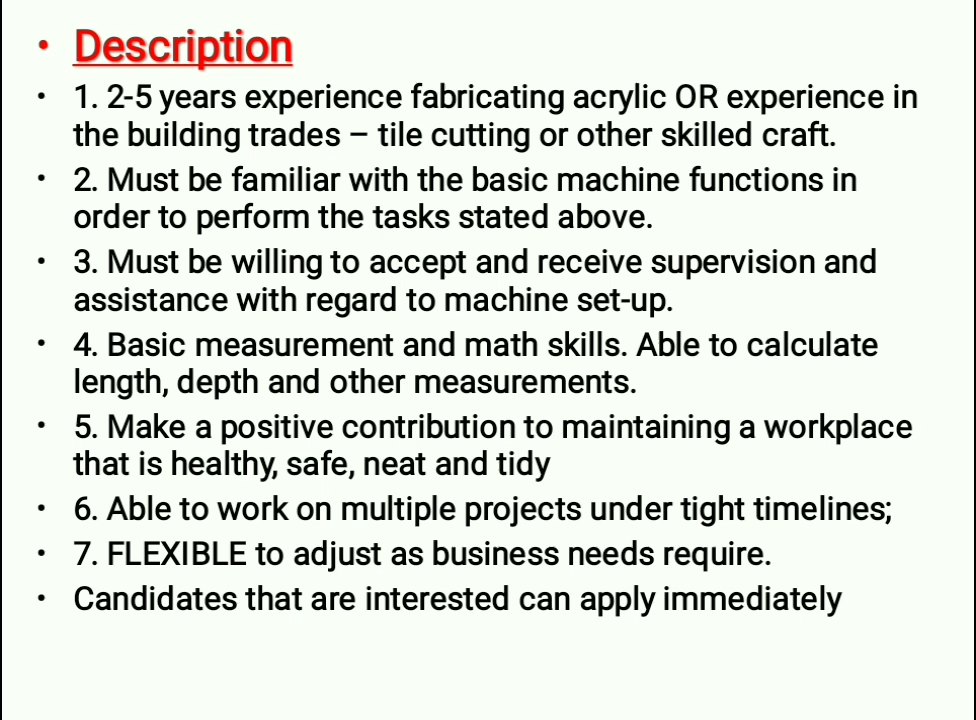 • Description
• 1. 2-5 years experience fabricating acrylic OR experience in
the building trades – tile cutting or other skilled craft.
• 2. Must be familiar with the basic machine functions in
order to perform the tasks stated above.
• 3. Must be willing to accept and receive supervision and
assistance with regard to machine set-up.
• 4. Basic measurement and math skills. Able to calculate
length, depth and other measurements.
• 5. Make a positive contribution to maintaining a workplace
that is healthy, safe, neat and tidy
• 6. Able to work on multiple projects under tight timelines;
• 7. FLEXIBLE to adjust as business needs require.
• Candidates that are interested can apply immediately